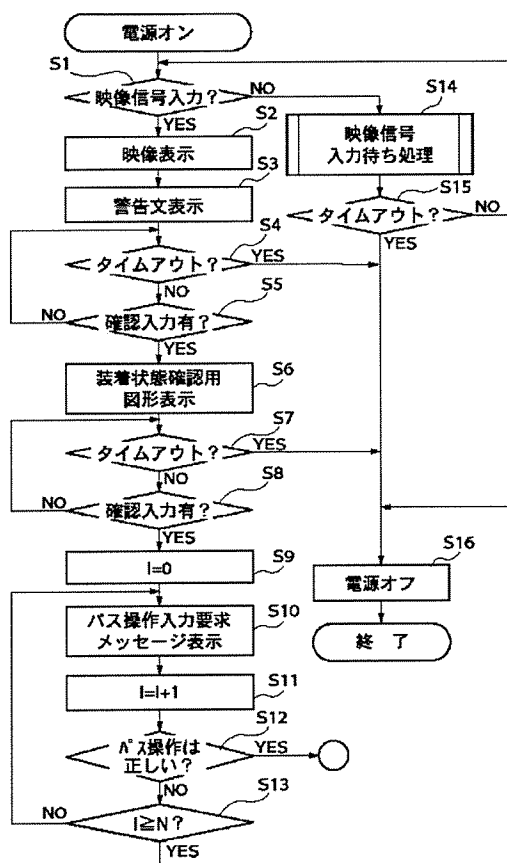 電源オン
S1
映像信号入力？
NO
YES
S2
映像表示
S3
警告文表示
S4
タイムアウト？
YES
NO
S5
確認入力有？
NO
YES
S6
装着状態確認用
図形表示
S7
タイムアウト？
YES
NO
S8
確認入力有？
NO
YES
S9
I=0
S10
パス操作入力要求
メッセージ表示
S11
I=I+1
S12
パス操作は
正しい？
YES
NO
S13
I≧N？
NO
YES
S14
映像信号
入力待ち処理
S15
タイムアウト？
NO
YES
S16
電源オフ
終 了